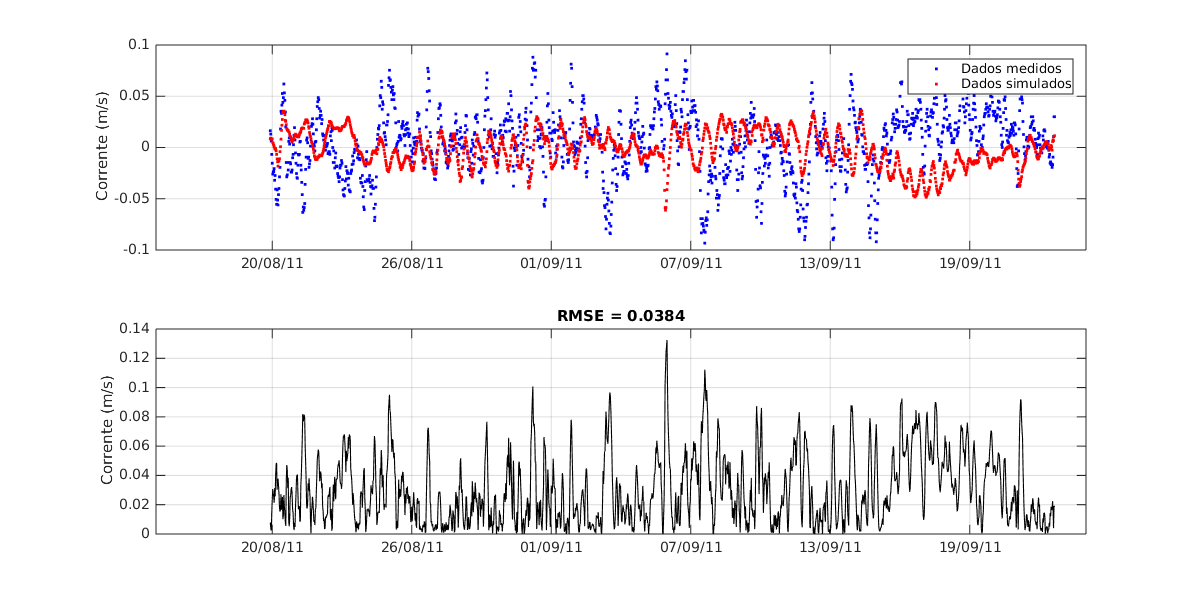 0.1
0.05
0
-0.05
-0.1
Corrente (m/s)
Dados medidos
Dados simulados
20/08/11 26/08/11 01/09/11 07/09/11 13/09/11 19/09/11
RMSE = 0.0384
0.14
0.12
0.1
0.08
0.06
0.04
0.02
0
Corrente (m/s)
20/08/11 26/08/11 01/09/11 07/09/11 13/09/11 19/09/11